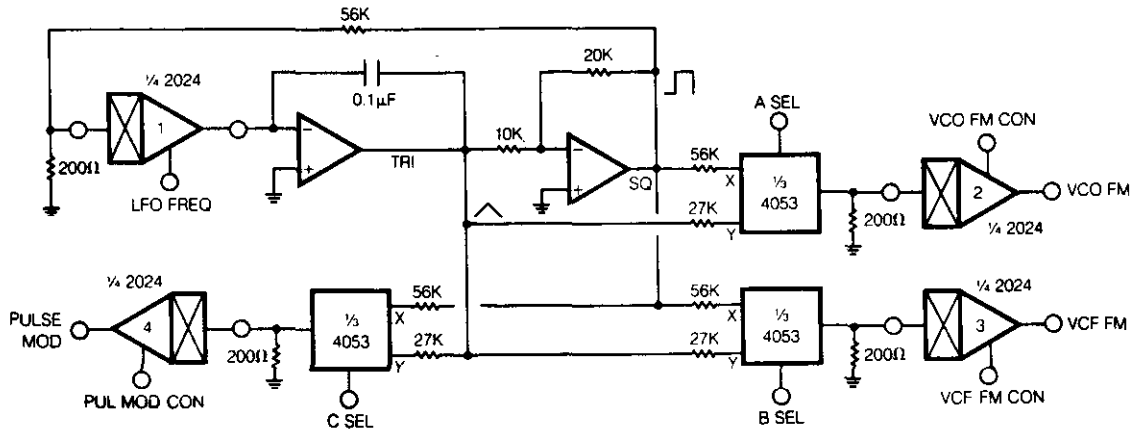 56K
20K
¼ 2024
0.1µF
1
−
+
10K
−
+
TRI
SQ
200Ω
LFO FREQ
A SEL
56K
X
⅓
4053
27K
Y
200Ω
VCO FM CON
2
VCO FM
¼ 2024
¼ 2024
PULSE
MOD
4
PUL MOD CON
200Ω
⅓
4053
56K
X
27K
Y
C SEL
56K
X
27K
Y
⅓
4053
B SEL
200Ω
¼ 2024
3
VCF FM
VCF FM CON